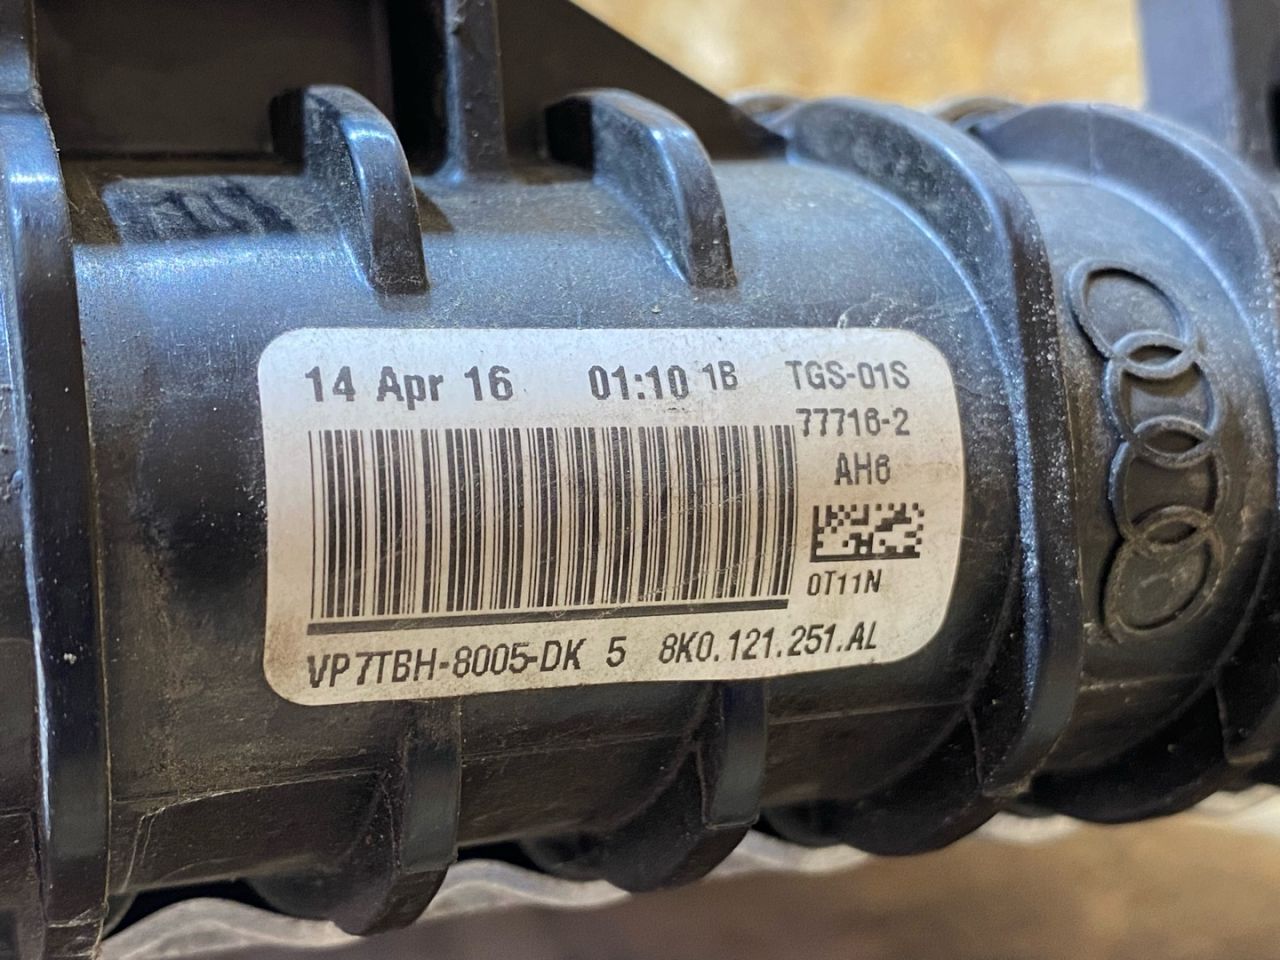 14 Apr 16 01:10 1B TGS-01S
77716-2
AH6
0T11N
VP7TBH-8005-DK 5 8K0.121.251.AL